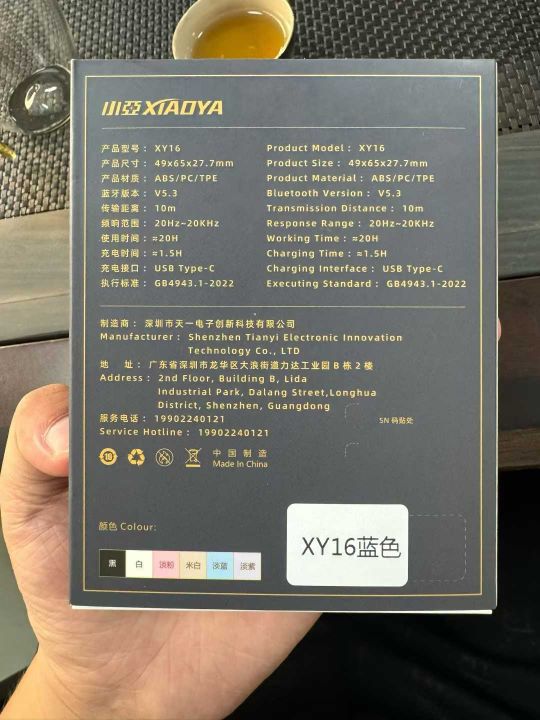 小亞 XIAOYA
产品型号： XY16
产品尺寸： 49x65x27.7mm
产品材质： ABS/PC/TPE
蓝牙版本： V5.3
传输距离： 10m
频响范围： 20Hz~20KHz
使用时间： ≈20H
充电时间： ≈1.5H
充电接口： USB Type-C
执行标准： GB4943.1-2022
Product Model： XY16
Product Size： 49x65x27.7mm
Product Material： ABS/PC/TPE
Bluetooth Version： V5.3
Transmission Distance： 10m
Response Range： 20Hz~20KHz
Working Time： ≈20H
Charging Time： ≈1.5H
Charging Interface： USB Type-C
Executing Standard： GB4943.1-2022
制造商： 深圳市天一电子创新科技有限公司
Manufacturer： Shenzhen Tianyi Electronic Innovation
Technology Co., LTD
地 址： 广东省深圳市龙华区大浪街道力达工业园B栋2楼
Address： 2nd Floor, Building B, Lida
Industrial Park, Dalang Street,Longhua
District, Shenzhen, Guangdong
服务电话： 19902240121
Service Hotline： 19902240121
SN码贴处
10
中国制造
Made In China
颜色 Colour:
黑 白 淡粉 米白 淡蓝 淡紫
XY16蓝色